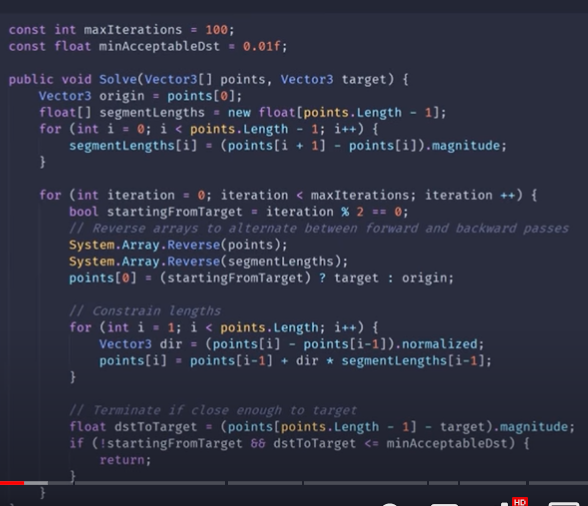 const int maxIterations = 100;
const float minAcceptableDst = 0.01f;

public void Solve(Vector3[] points, Vector3 target) {
    Vector3 origin = points[0];
    float[] segmentLengths = new float[points.Length - 1];
    for (int i = 0; i < points.Length - 1; i++) {
        segmentLengths[i] = (points[i + 1] - points[i]).magnitude;
    }

    for (int iteration = 0; iteration < maxIterations; iteration ++) {
        bool startingFromTarget = iteration % 2 == 0;
        // Reverse arrays to alternate between forward and backward passes
        System.Array.Reverse(points);
        System.Array.Reverse(segmentLengths);
        points[0] = (startingFromTarget) ? target : origin;

        // Constrain lengths
        for (int i = 1; i < points.Length; i++) {
            Vector3 dir = (points[i] - points[i-1]).normalized;
            points[i] = points[i-1] + dir * segmentLengths[i-1];
        }

        // Terminate if close enough to target
        float dstToTarget = (points[points.Length - 1] - target).magnitude;
        if (!startingFromTarget && dstToTarget <= minAcceptableDst) {
            return;
        }
    }
HD